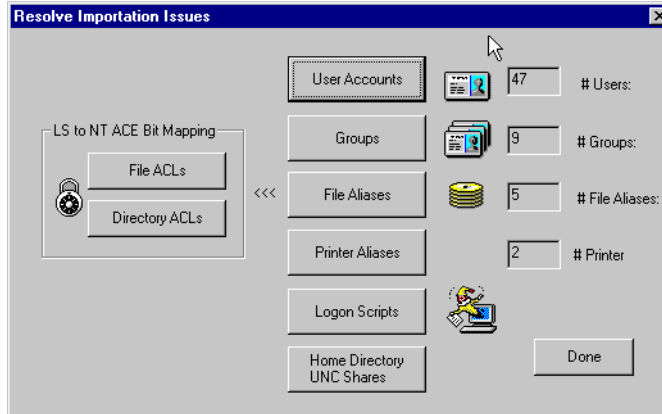 Resolve Importation Issues
User Accounts
47
# Users:
LS to NT ACE Bit Mapping
Groups
9
# Groups:
File ACLs
<<<
File Aliases
5
# File Aliases:
Directory ACLs
Printer Aliases
2
# Printer
Logon Scripts
Home Directory
UNC Shares
Done